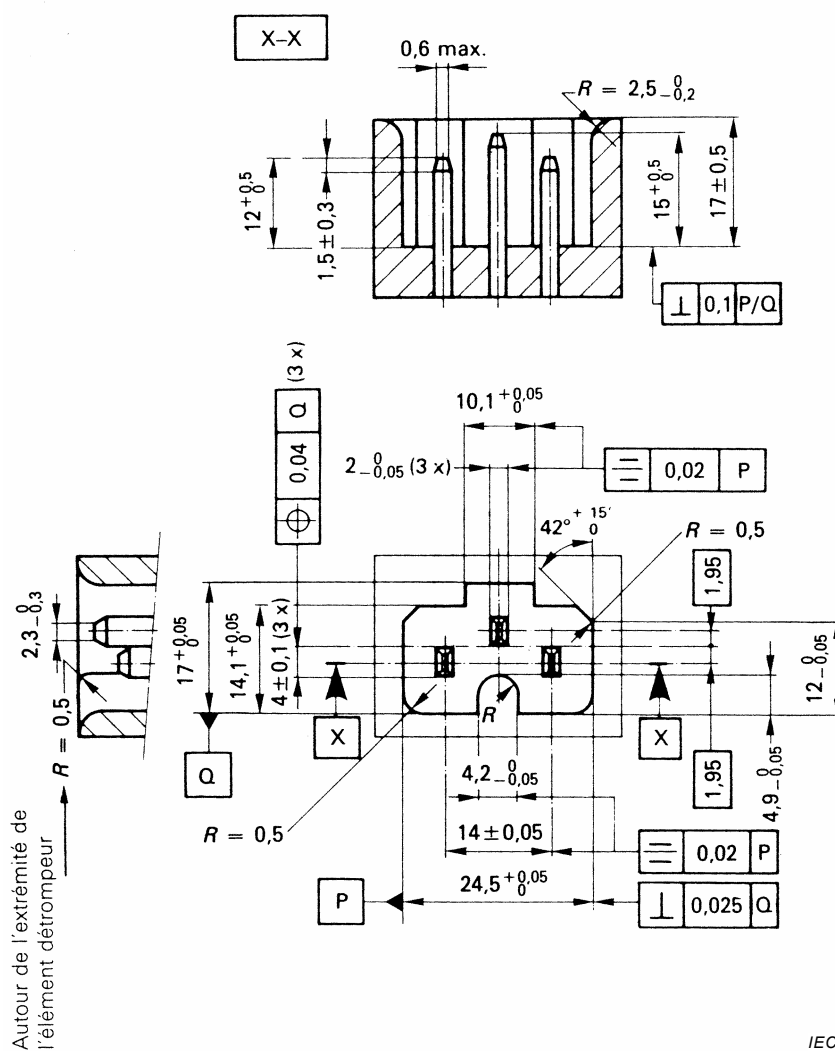 X–X
0,6 max.
R = 2,5 0 −0,2
12 +0,5 0
1,5 ± 0,3
15 +0,5 0
17 ± 0,5
⊥ 0,1 P/Q
⌖ 0,04 Q (3 x)
10,1 +0,05 0
2 0 −0,05 (3 x)
⌯ 0,02 P
42° + 15′ 0
R = 0,5
1,95
2,3 0 −0,3
17 +0,05 0
14,1 +0,05 0
4 ± 0,1 (3 x)
12 0 −0,05
R
X
X
Q
R = 0,5
4,2 0 −0,05
1,95
4,9 0 −0,05
R = 0,5
14 ± 0,05
⌯ 0,02 P
24,5 +0,05 0
P
⊥ 0,025 Q
Autour de l'extrémité de
l'élément détrompeur
IEC